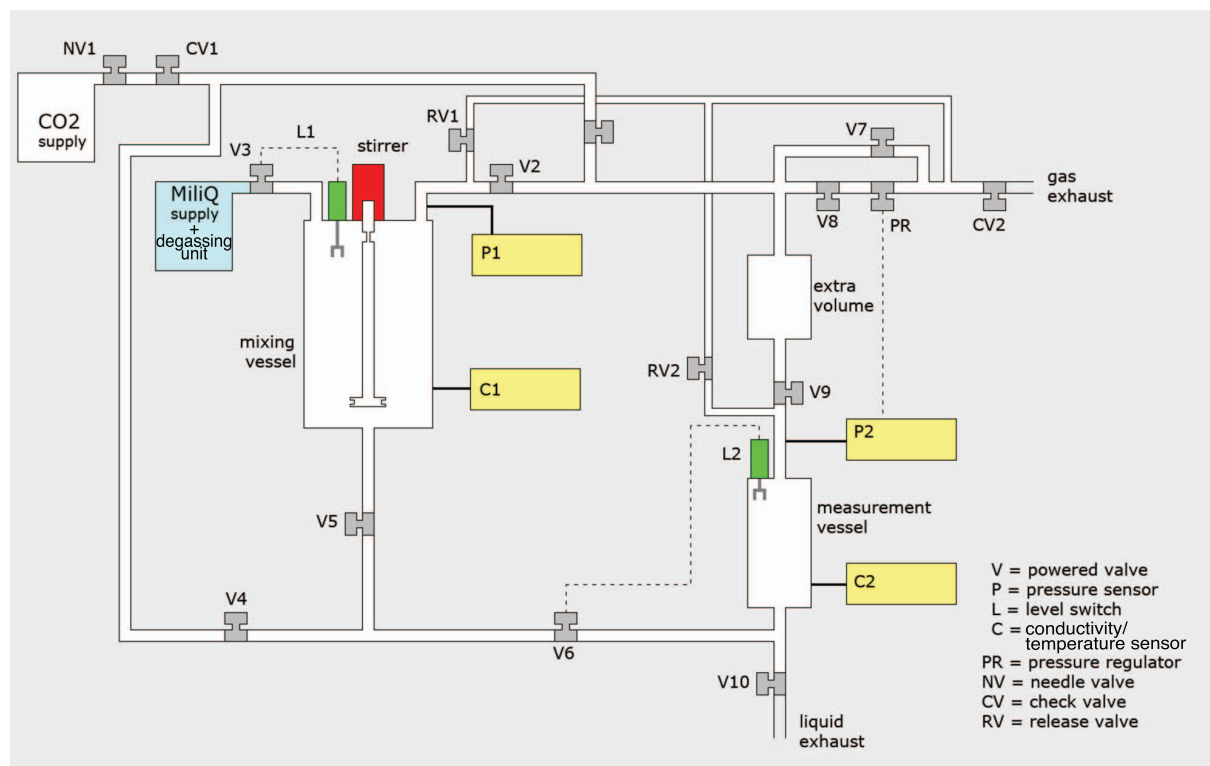 NV1
CV1
CO2
supply
L1
stirrer
RV1
V7
V3
V2
MiliQ
supply
+
degassing
unit
gas
exhaust
V8
PR
CV2
P1
extra
volume
mixing
vessel
RV2
C1
V9
P2
L2
measurement
vessel
V5
C2
V4
V6
V10
liquid
exhaust
V = powered valve
P = pressure sensor
L = level switch
C = conductivity/
temperature sensor
PR = pressure regulator
NV = needle valve
CV = check valve
RV = release valve